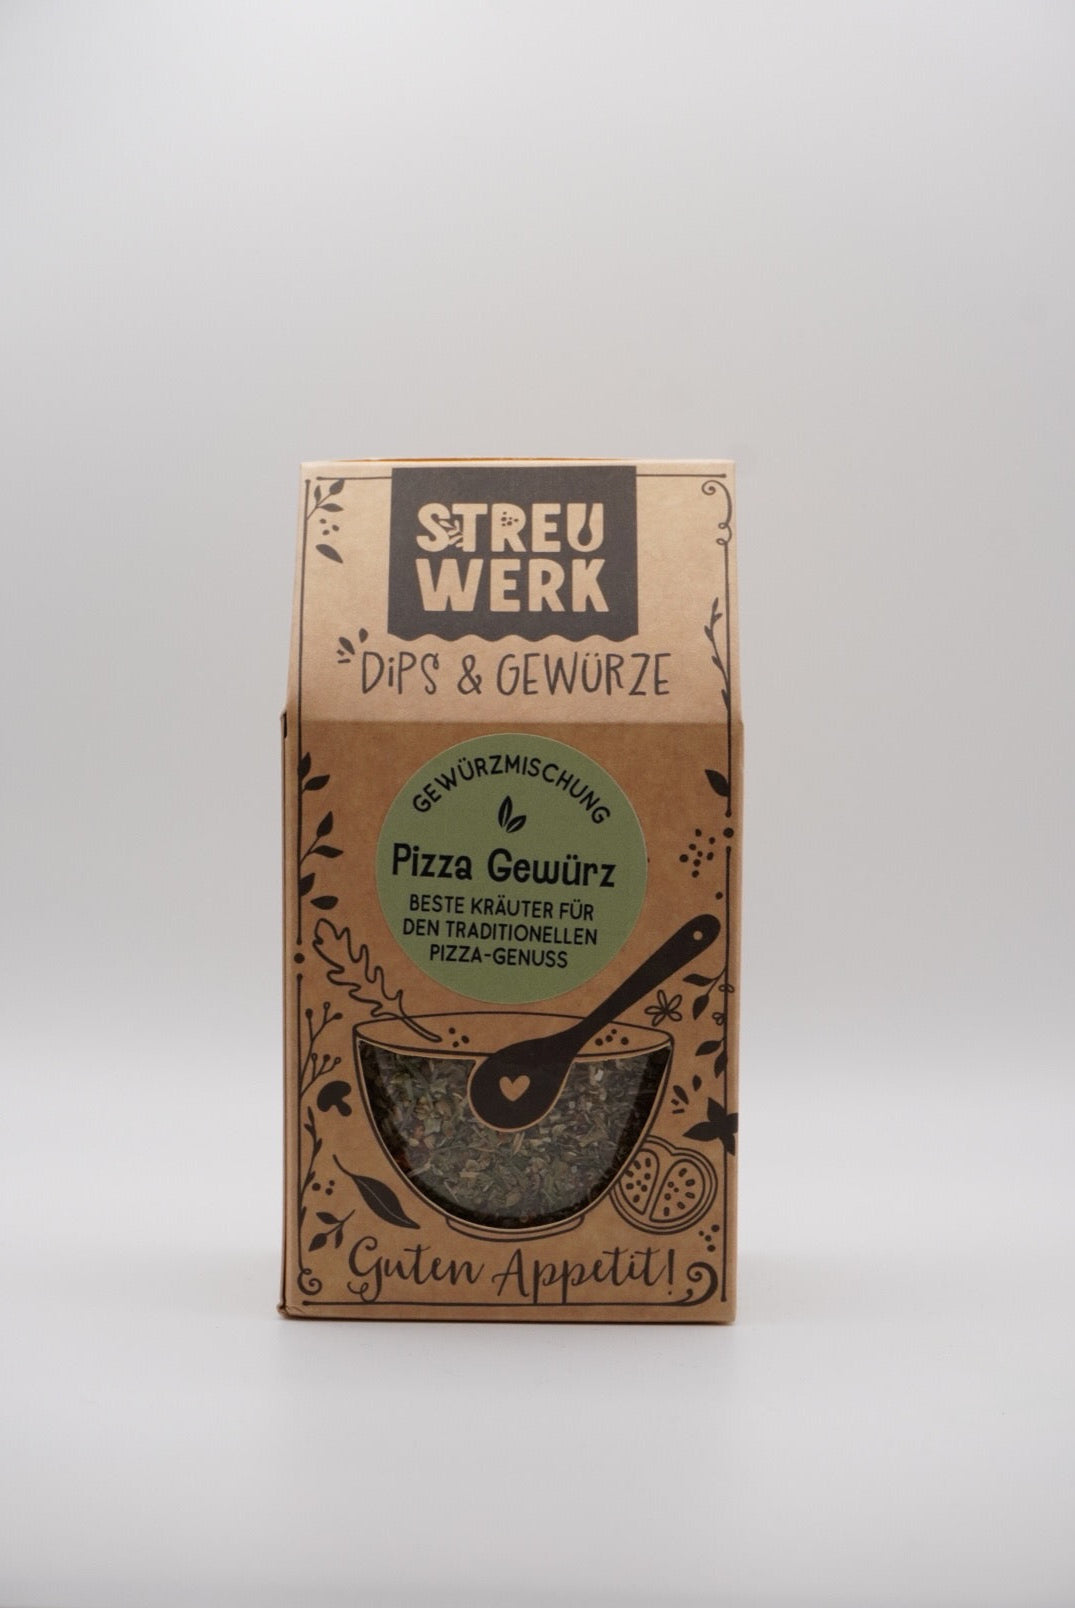 STREU
WERK
DiPS & GEWÜRZE
GEWÜRZMISCHUNG
Pizza Gewürz
BESTE KRÄUTER FÜR
DEN TRADITIONELLEN
PIZZA-GENUSS
Guten Appetit!